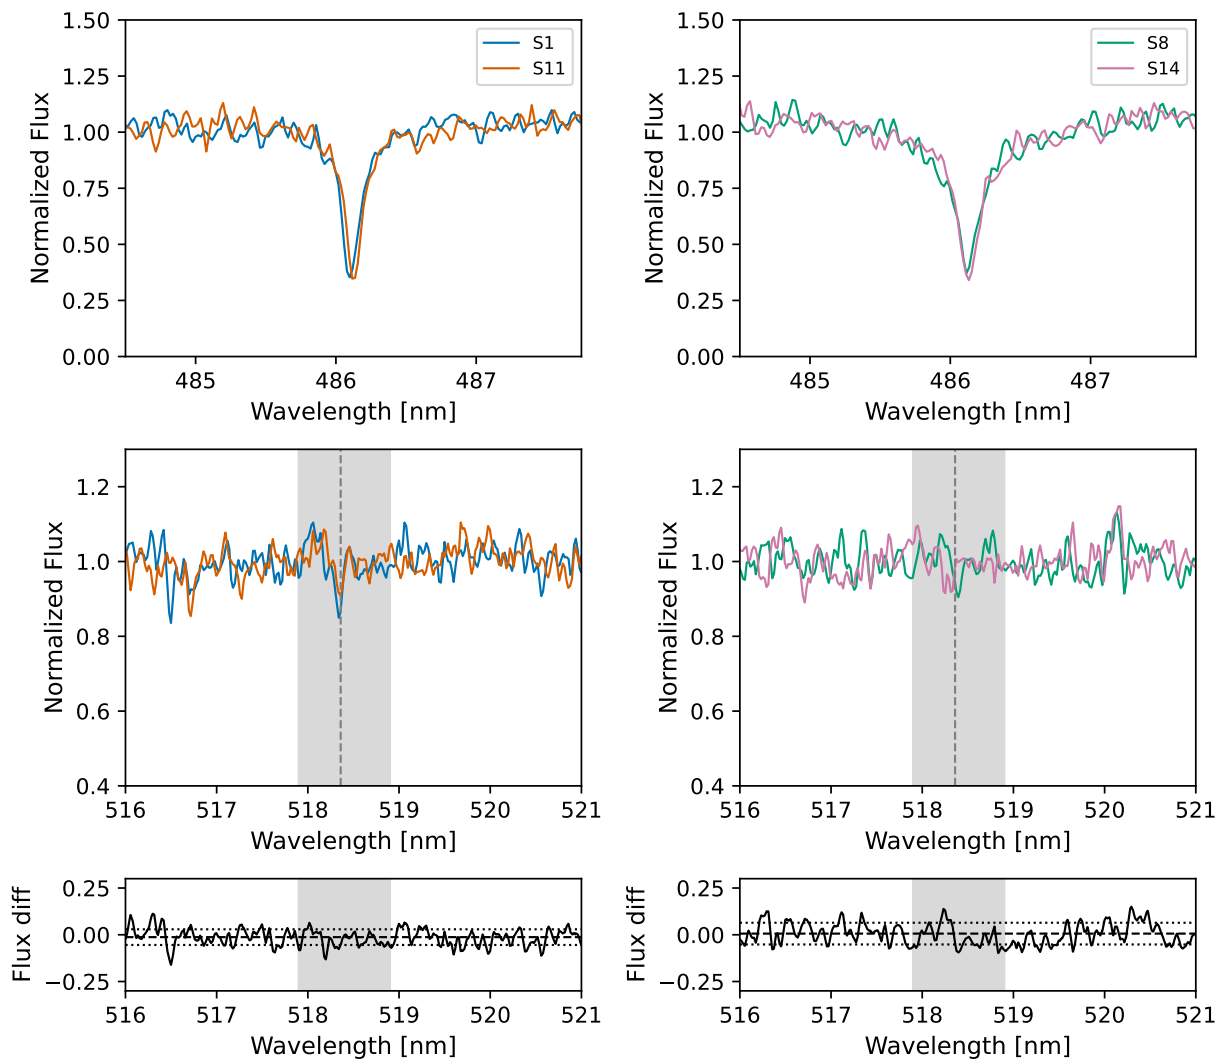 1.50
1.25
1.00
0.75
0.50
0.25
0.00
Normalized Flux
S1
S11
485 486 487
Wavelength [nm]
1.50
1.25
1.00
0.75
0.50
0.25
0.00
Normalized Flux
S8
S14
485 486 487
Wavelength [nm]
1.2
1.0
0.8
0.6
0.4
Normalized Flux
516 517 518 519 520 521
Wavelength [nm]
1.2
1.0
0.8
0.6
0.4
Normalized Flux
516 517 518 519 520 521
Wavelength [nm]
0.25
0.00
−0.25
Flux diff
516 517 518 519 520 521
Wavelength [nm]
0.25
0.00
−0.25
Flux diff
516 517 518 519 520 521
Wavelength [nm]